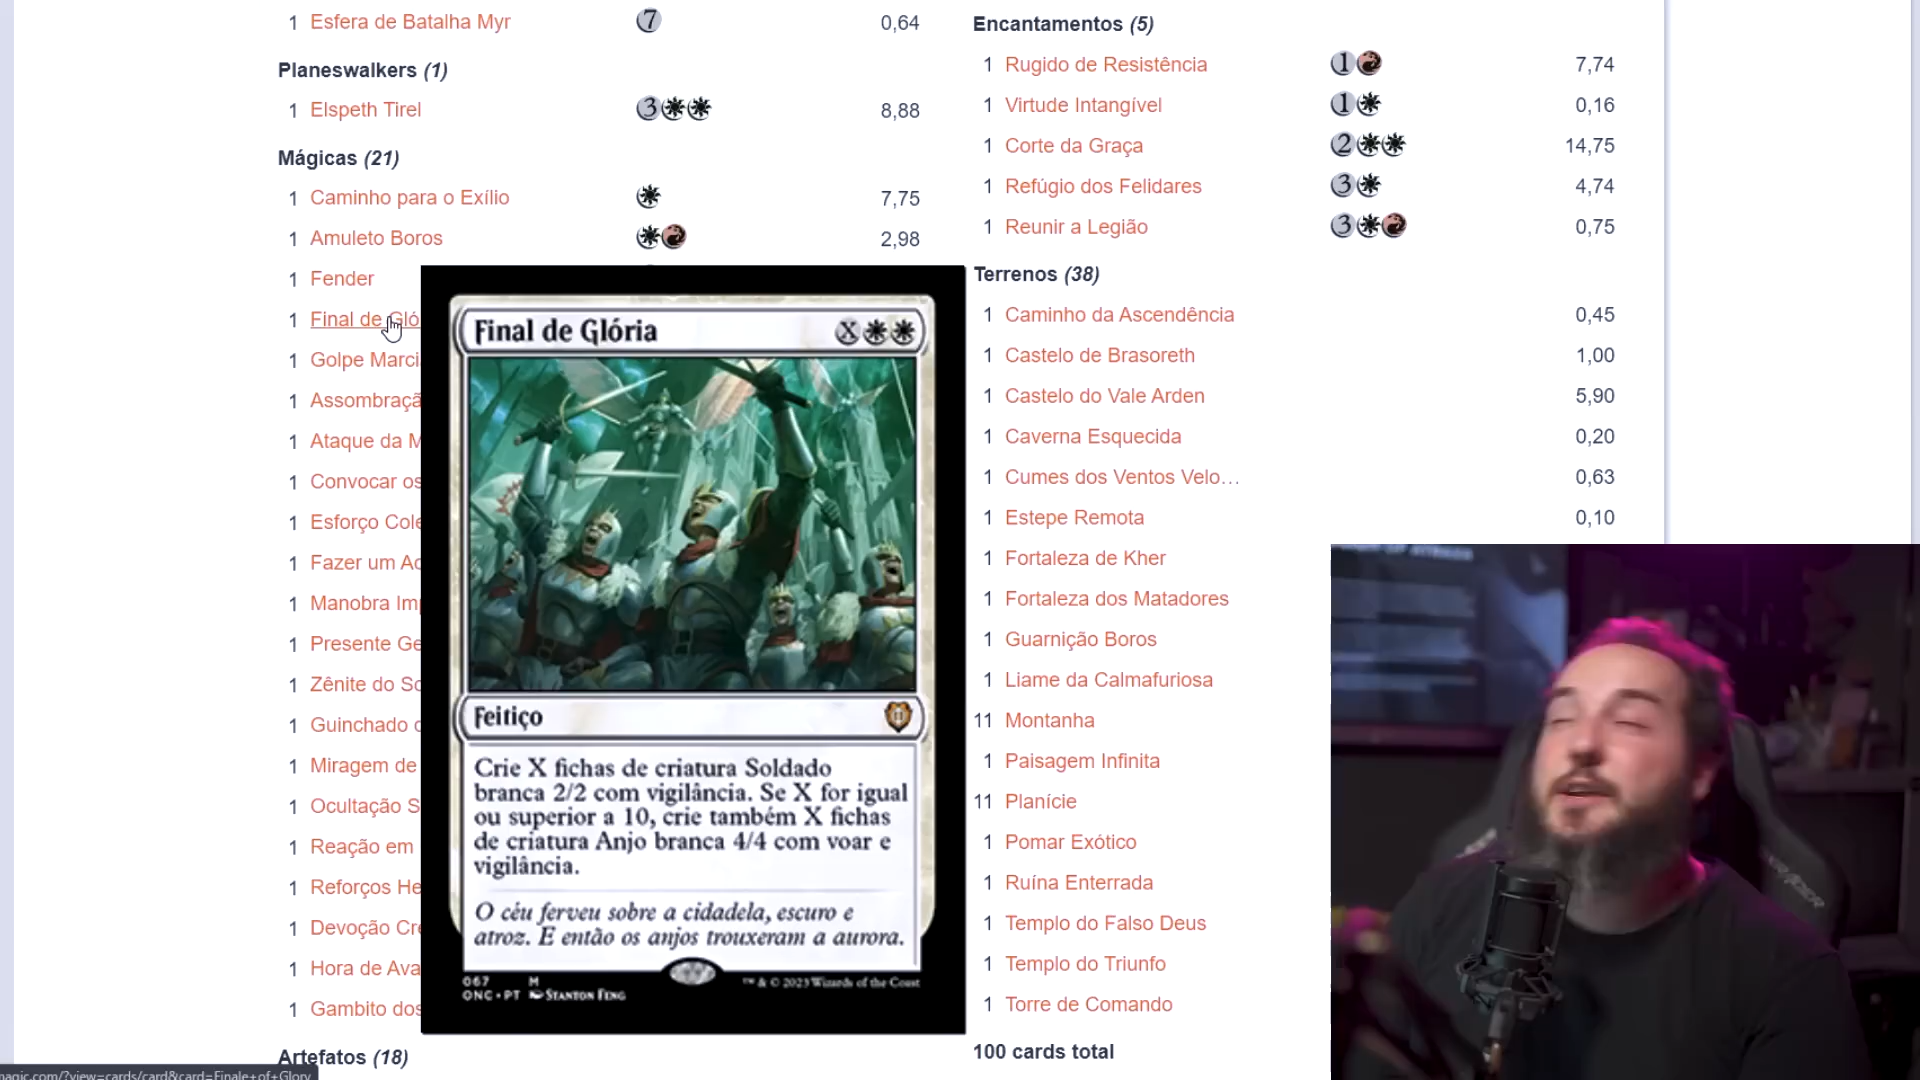 1 Esfera de Batalha Myr 7 0,64
Planeswalkers (1)
1 Elspeth Tirel 3 8,88
Mágicas (21)
1 Caminho para o Exílio 7,75
1 Amuleto Boros 2,98
1 Fender
1 Final de Gló
1 Golpe Marci
1 Assombraçã
1 Ataque da M
1 Convocar os
1 Esforço Cole
1 Fazer um Ac
1 Manobra Im
1 Presente Ge
1 Zênite do So
1 Guinchado
1 Miragem de
1 Ocultação S
1 Reação em
1 Reforços He
1 Devoção Cre
1 Hora de Ava
1 Gambito dos
Artefatos (18)
magic.com/?view=cards/card&card=Finale+of+Glory
Final de Glória X
Feitiço
Crie X fichas de criatura Soldado
branca 2/2 com vigilância. Se X for igual
ou superior a 10, crie também X fichas
de criatura Anjo branca 4/4 com voar e
vigilância.
O céu ferveu sobre a cidadela, escuro e
atroz. E então os anjos trouxeram a aurora.
067 M
ONC • PT Stanton Feng
™ & © 2023 Wizards of the Coast
Encantamentos (5)
1 Rugido de Resistência 1 7,74
1 Virtude Intangível 1 0,16
1 Corte da Graça 2 14,75
1 Refúgio dos Felidares 3 4,74
1 Reunir a Legião 3 0,75
Terrenos (38)
1 Caminho da Ascendência 0,45
1 Castelo de Brasoreth 1,00
1 Castelo do Vale Arden 5,90
1 Caverna Esquecida 0,20
1 Cumes dos Ventos Velo… 0,63
1 Estepe Remota 0,10
1 Fortaleza de Kher
1 Fortaleza dos Matadores
1 Guarnição Boros
1 Liame da Calmafuriosa
11 Montanha
1 Paisagem Infinita
11 Planície
1 Pomar Exótico
1 Ruína Enterrada
1 Templo do Falso Deus
1 Templo do Triunfo
1 Torre de Comando
100 cards total